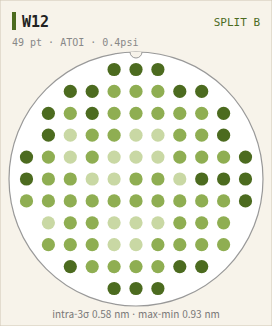 W12
SPLIT B
49 pt · ATOI · 0.4psi
intra-3σ 0.58 nm · max-min 0.93 nm